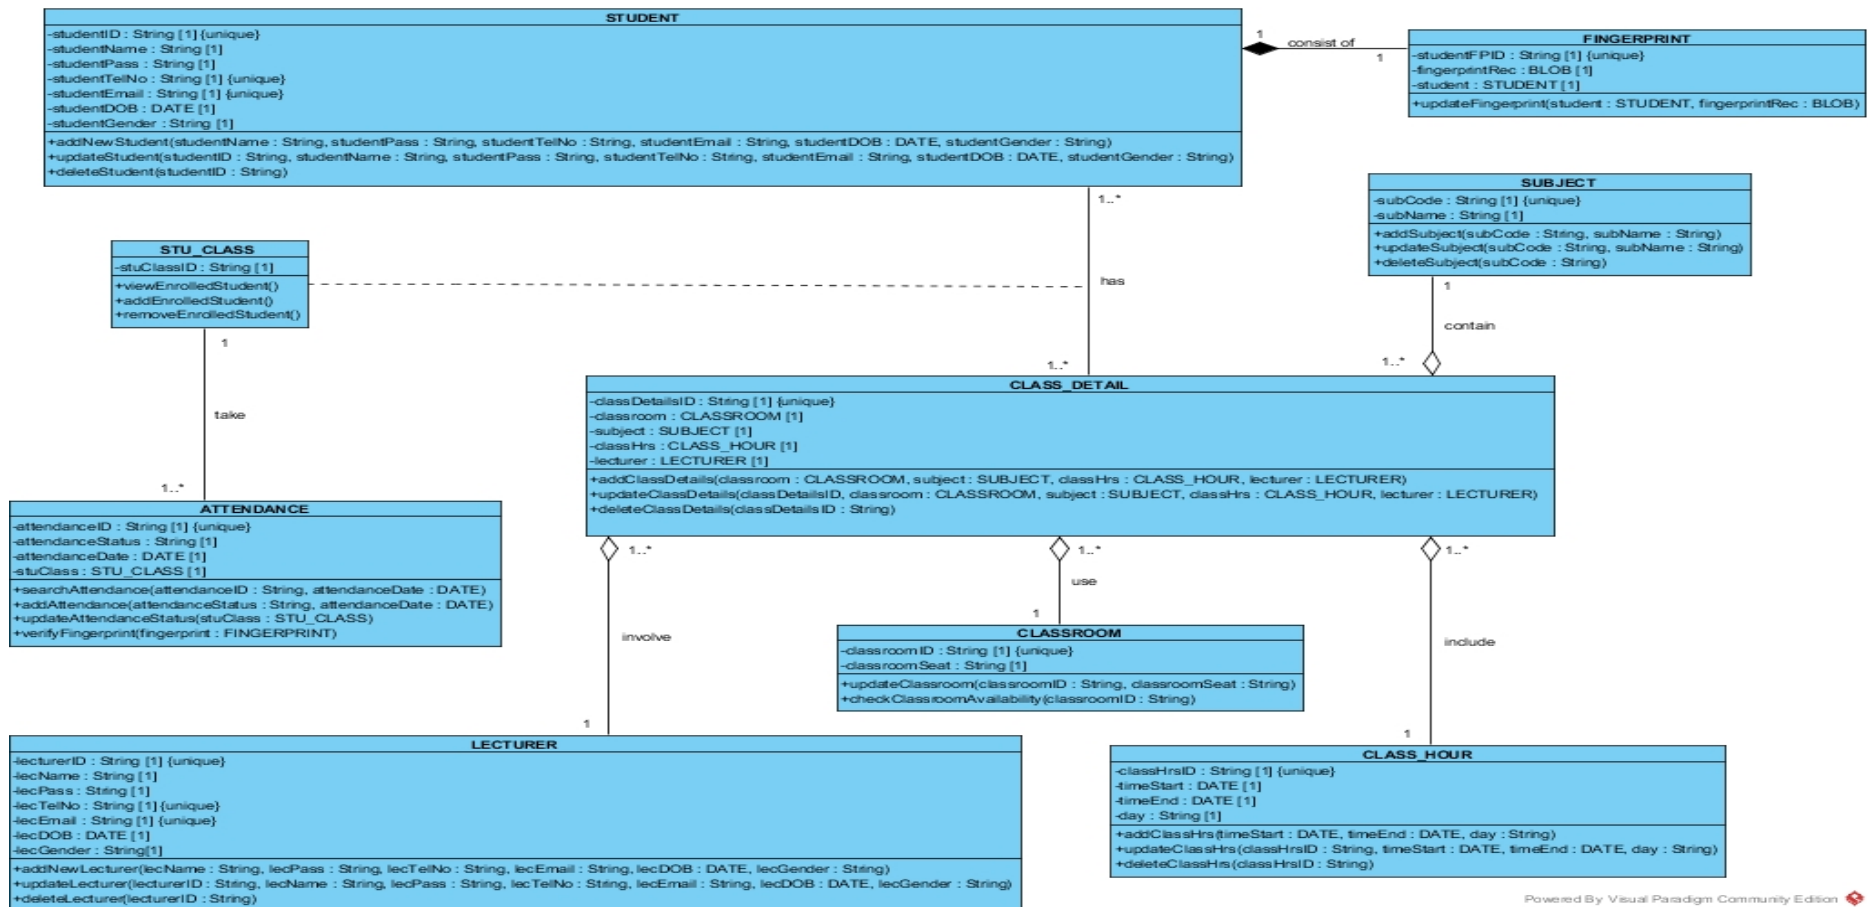 STUDENT
-studentID : String [1] {unique}
-studentName : String [1]
-studentPass : String [1]
-studentTelNo : String [1] {unique}
-studentEmail : String [1] {unique}
-studentDOB : DATE [1]
-studentGender : String [1]
+addNewStudent(studentName : String, studentPass : String, studentTelNo : String, studentEmail : String, studentDOB : DATE, studentGender : String)
+updateStudent(studentID : String, studentName : String, studentPass : String, studentTelNo : String, studentEmail : String, studentDOB : DATE, studentGender : String)
+deleteStudent(studentID : String)
1
consist of
1
FINGERPRINT
-studentFPID : String [1] {unique}
-fingerprintRec : BLOB [1]
-student : STUDENT [1]
+updateFingerprint(student : STUDENT, fingerprintRec : BLOB)
1..*
has
1..*
SUBJECT
-subCode : String [1] {unique}
-subName : String [1]
+addSubject(subCode : String, subName : String)
+updateSubject(subCode : String, subName : String)
+deleteSubject(subCode : String)
1
contain
1..*
STU_CLASS
-stuClassID : String [1]
+viewEnrolledStudent()
+addEnrolledStudent()
+removeEnrolledStudent()
1
take
1..*
CLASS_DETAIL
-classDetailsID : String [1] {unique}
-classroom : CLASSROOM [1]
-subject : SUBJECT [1]
-classHrs : CLASS_HOUR [1]
-lecturer : LECTURER [1]
+addClassDetails(classroom : CLASSROOM, subject : SUBJECT, classHrs : CLASS_HOUR, lecturer : LECTURER)
+updateClassDetails(classDetailsID, classroom : CLASSROOM, subject : SUBJECT, classHrs : CLASS_HOUR, lecturer : LECTURER)
+deleteClassDetails(classDetailsID : String)
ATTENDANCE
-attendanceID : String [1] {unique}
-attendanceStatus : String [1]
-attendanceDate : DATE [1]
-stuClass : STU_CLASS [1]
+searchAttendance(attendanceID : String, attendanceDate : DATE)
+addAttendance(attendanceStatus : String, attendanceDate : DATE)
+updateAttendanceStatus(stuClass : STU_CLASS)
+verifyFingerprint(fingerprint : FINGERPRINT)
1..*
involve
1
1..*
use
1
1..*
include
1
CLASSROOM
-classroomID : String [1] {unique}
-classroomSeat : String [1]
+updateClassroom(classroomID : String, classroomSeat : String)
+checkClassroomAvailability(classroomID : String)
LECTURER
-lecturerID : String [1] {unique}
-lecName : String [1]
-lecPass : String [1]
-lecTelNo : String [1] {unique}
-lecEmail : String [1] {unique}
-lecDOB : DATE [1]
-lecGender : String[1]
+addNewLecturer(lecName : String, lecPass : String, lecTelNo : String, lecEmail : String, lecDOB : DATE, lecGender : String)
+updateLecturer(lecturerID : String, lecName : String, lecPass : String, lecTelNo : String, lecEmail : String, lecDOB : DATE, lecGender : String)
+deleteLecturer(lecturerID : String)
CLASS_HOUR
-classHrsID : String [1] {unique}
-timeStart : DATE [1]
-timeEnd : DATE [1]
-day : String [1]
+addClassHrs(timeStart : DATE, timeEnd : DATE, day : String)
+updateClassHrs(classHrsID : String, timeStart : DATE, timeEnd : DATE, day : String)
+deleteClassHrs(classHrsID : String)
Powered By Visual Paradigm Community Edition